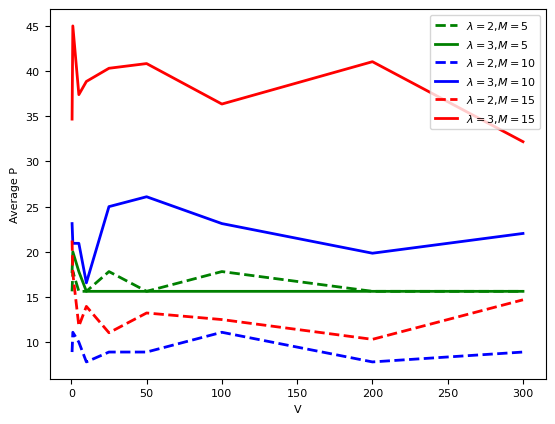 45
40
35
30
25
20
15
10
Average P
0
50
100
150
200
250
300
V
λ = 2,M = 5
λ = 3,M = 5
λ = 2,M = 10
λ = 3,M = 10
λ = 2,M = 15
λ = 3,M = 15